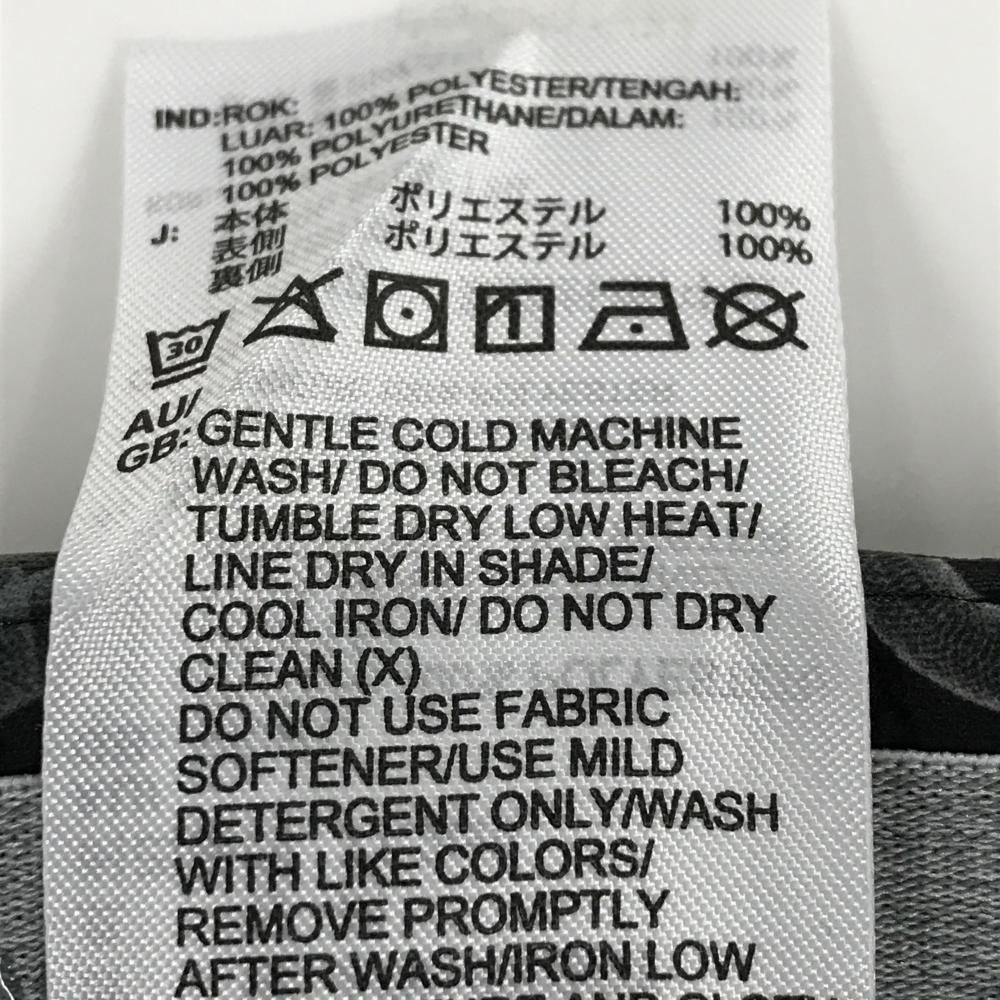 IND:ROK:
LUAR: 100% POLYESTER/TENGAH:
100% POLYURETHANE/DALAM:
100% POLYESTER
J: 本体
表側 ポリエステル 100%
裏側 ポリエステル 100%
30
1
AU/
GB: GENTLE COLD MACHINE
WASH/ DO NOT BLEACH/
TUMBLE DRY LOW HEAT/
LINE DRY IN SHADE/
COOL IRON/ DO NOT DRY
CLEAN (X)
DO NOT USE FABRIC
SOFTENER/USE MILD
DETERGENT ONLY/WASH
WITH LIKE COLORS/
REMOVE PROMPTLY
AFTER WASH/IRON LOW